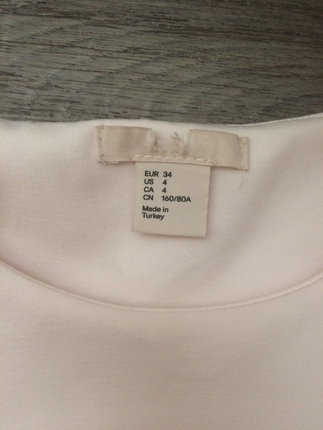 EUR 34
US 4
CA 4
CN 160/80A
Made in
Turkey